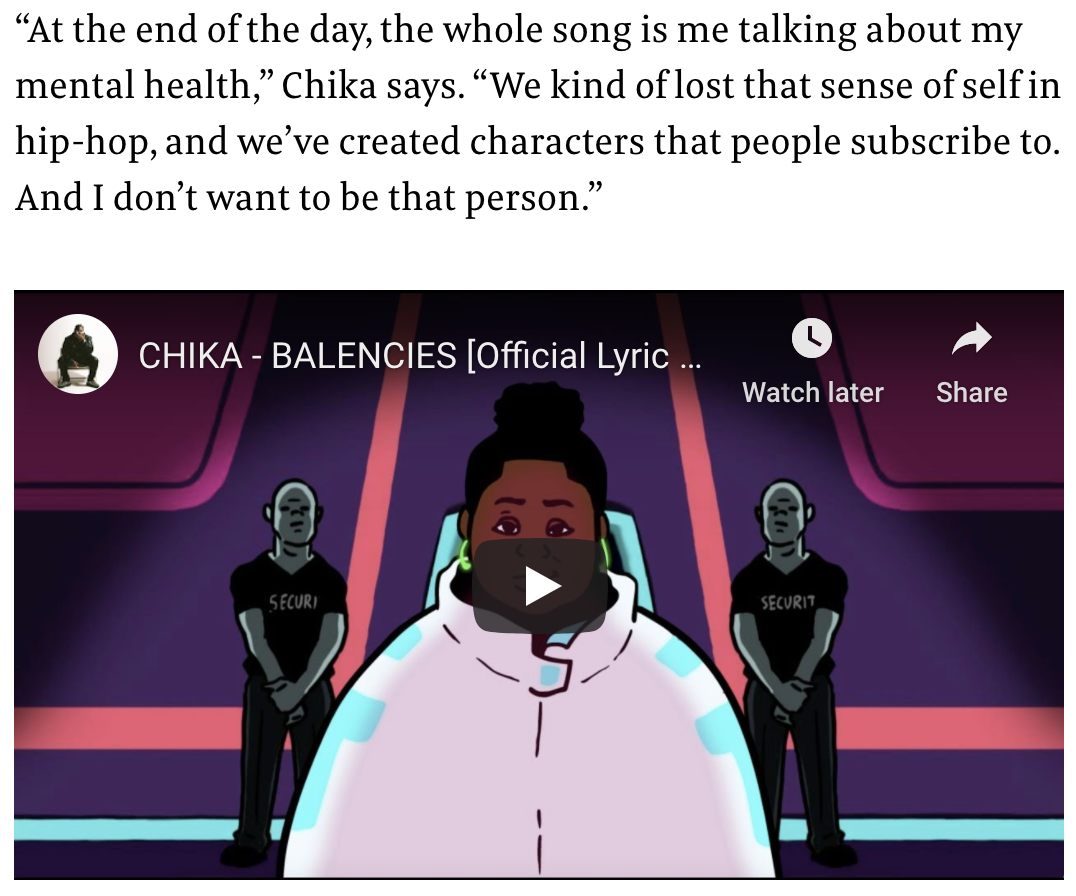 “At the end of the day, the whole song is me talking about my
mental health,” Chika says. “We kind of lost that sense of self in
hip-hop, and we’ve created characters that people subscribe to.
And I don’t want to be that person.”
CHIKA - BALENCIES [Official Lyric ...
Watch later
Share
SECURI
SECURIT
S